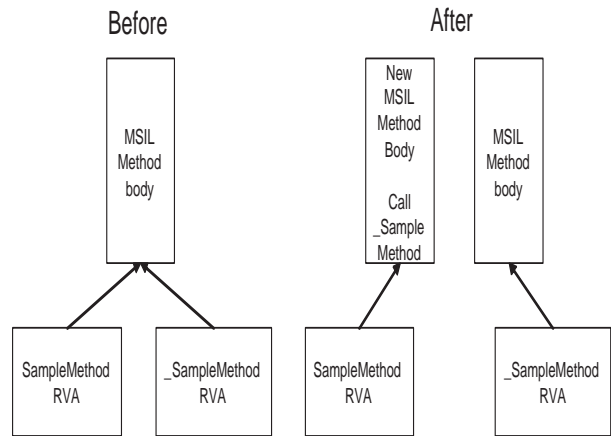 Before
MSIL
Method
body
SampleMethod
RVA
_SampleMethod
RVA
After
New
MSIL
Method
Body
Call
_Sample
Method
MSIL
Method
body
SampleMethod
RVA
_SampleMethod
RVA